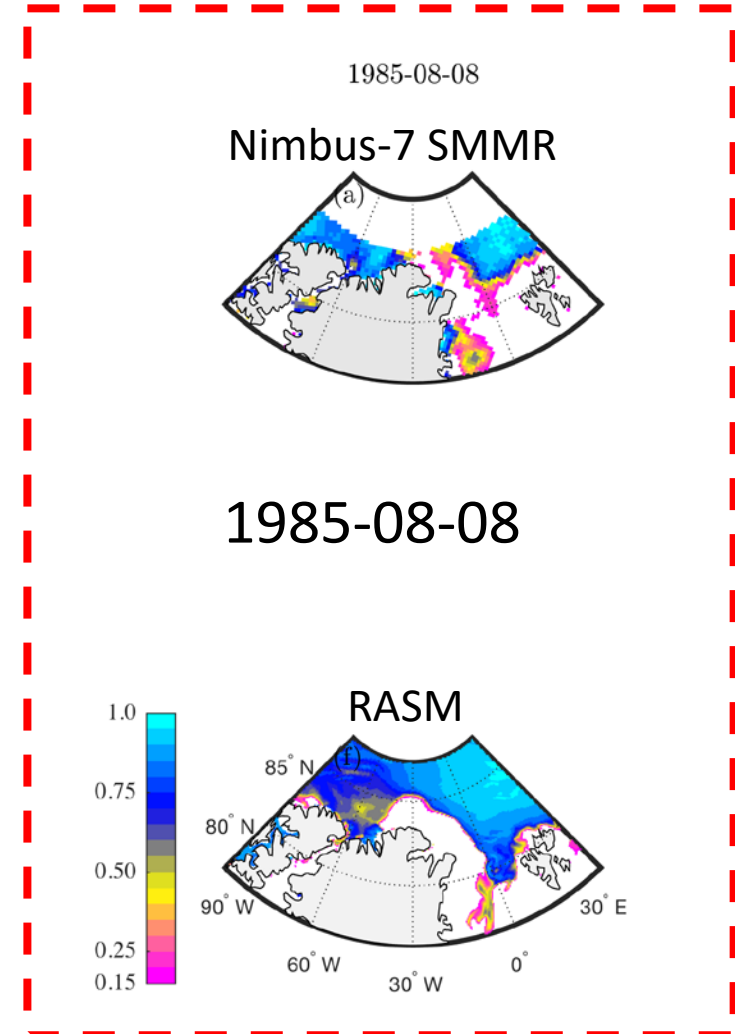 1985-08-08
Nimbus-7 SMMR
(a)
1985-08-08
RASM
(f)
1.0
0.75
0.50
0.25
0.15
85° N
80° N
90° W
60° W
30° W
0°
30° E